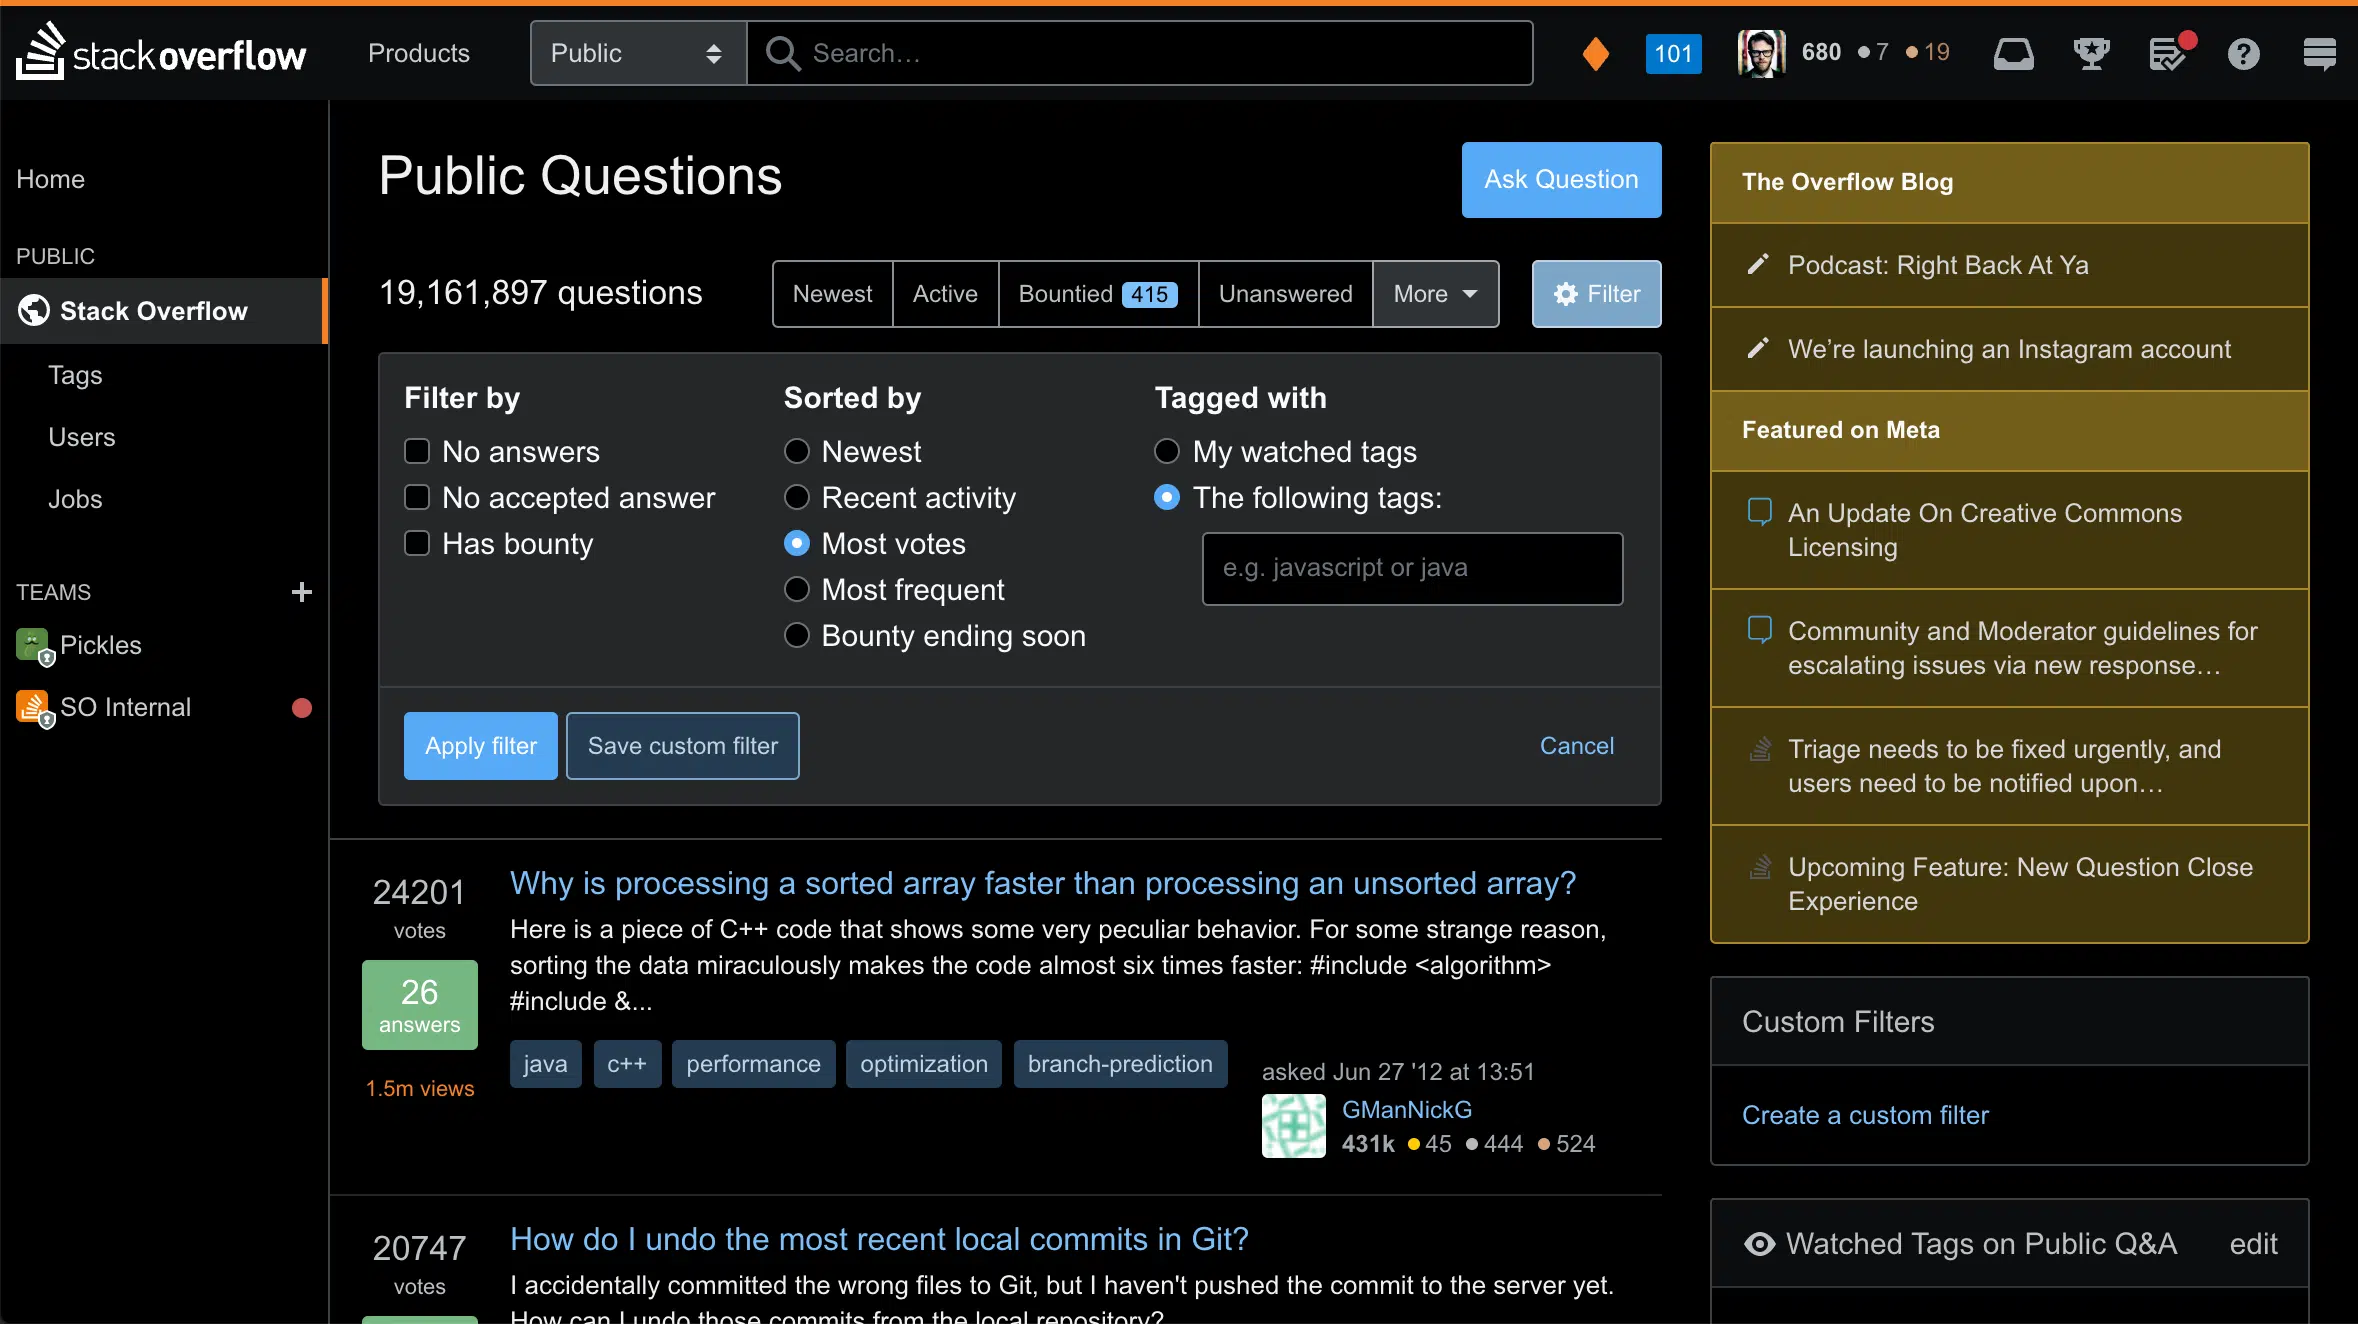 stackoverflow
Products
Public
Search…
101
680 7 19
Home
PUBLIC
Stack Overflow
Tags
Users
Jobs
TEAMS
Pickles
SO Internal
Public Questions
Ask Question
19,161,897 questions
Newest
Active
Bountied 415
Unanswered
More
Filter
Filter by
No answers
No accepted answer
Has bounty
Sorted by
Newest
Recent activity
Most votes
Most frequent
Bounty ending soon
Tagged with
My watched tags
The following tags:
e.g. javascript or java
Apply filter
Save custom filter
Cancel
24201
votes
26
answers
1.5m views
Why is processing a sorted array faster than processing an unsorted array?
Here is a piece of C++ code that shows some very peculiar behavior. For some strange reason,
sorting the data miraculously makes the code almost six times faster: #include <algorithm>
#include &...
java
c++
performance
optimization
branch-prediction
asked Jun 27 '12 at 13:51
GManNickG
431k 45 444 524
20747
votes
How do I undo the most recent local commits in Git?
I accidentally committed the wrong files to Git, but I haven't pushed the commit to the server yet.
How can I undo those commits from the local repository?
The Overflow Blog
Podcast: Right Back At Ya
We’re launching an Instagram account
Featured on Meta
An Update On Creative Commons
Licensing
Community and Moderator guidelines for
escalating issues via new response…
Triage needs to be fixed urgently, and
users need to be notified upon…
Upcoming Feature: New Question Close
Experience
Custom Filters
Create a custom filter
Watched Tags on Public Q&A
edit